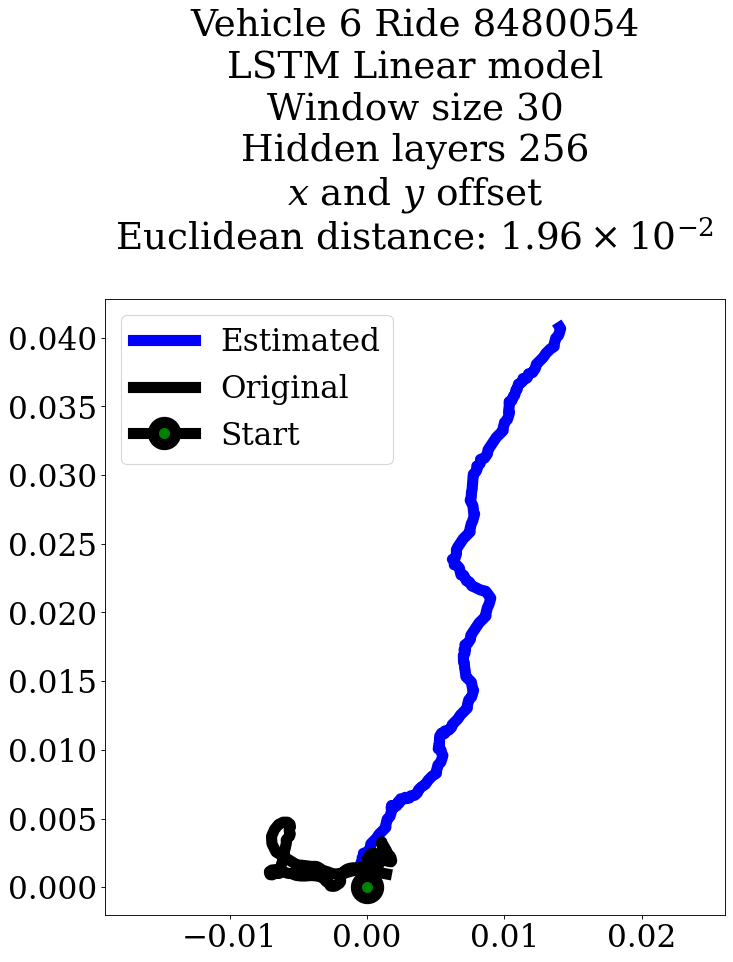 Vehicle 6 Ride 8480054
LSTM Linear model
Window size 30
Hidden layers 256
x and y offset
Euclidean distance: 1.96 × 10⁻²
Estimated
Original
Start
0.040
0.035
0.030
0.025
0.020
0.015
0.010
0.005
0.000
−0.01 0.00 0.01 0.02